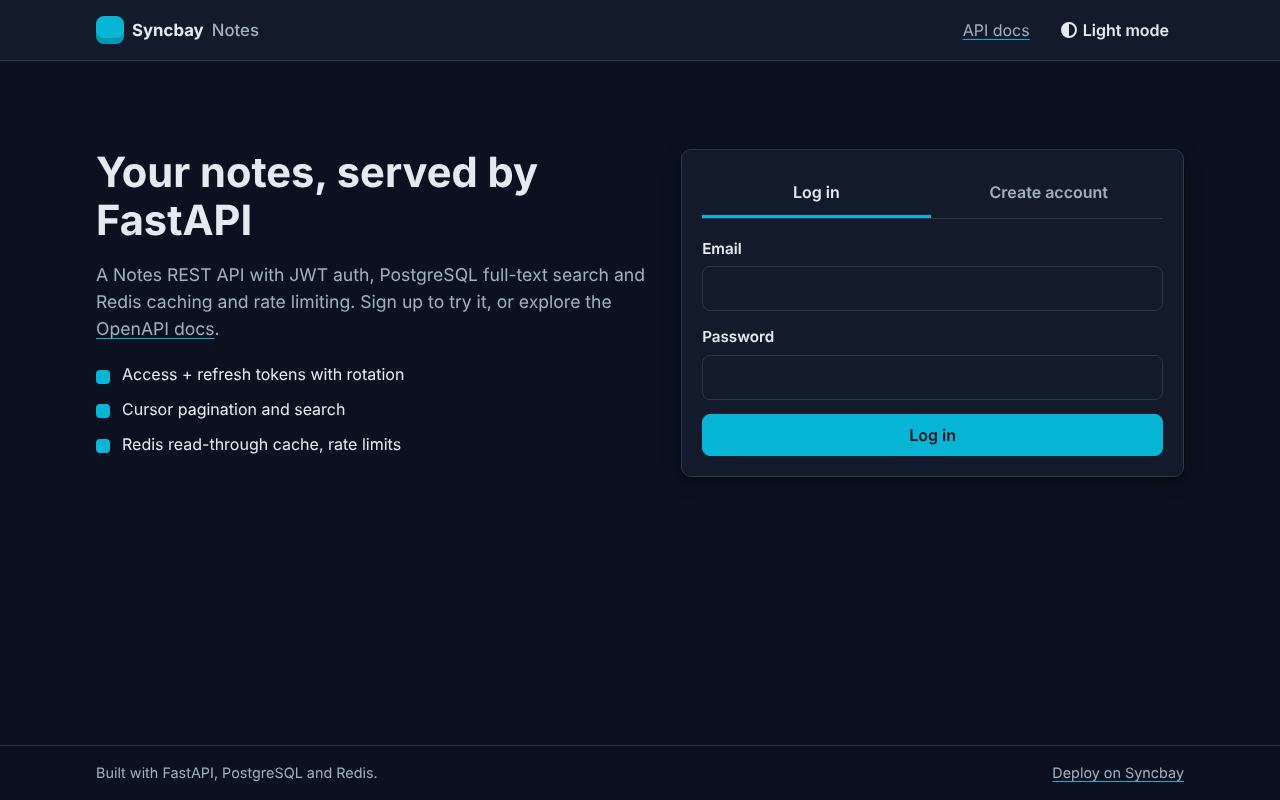 Syncbay Notes
API docs
Light mode
Your notes, served by
FastAPI
A Notes REST API with JWT auth, PostgreSQL full-text search and
Redis caching and rate limiting. Sign up to try it, or explore the
OpenAPI docs.
Access + refresh tokens with rotation
Cursor pagination and search
Redis read-through cache, rate limits
Log in
Create account
Email
Password
Log in
Built with FastAPI, PostgreSQL and Redis.
Deploy on Syncbay